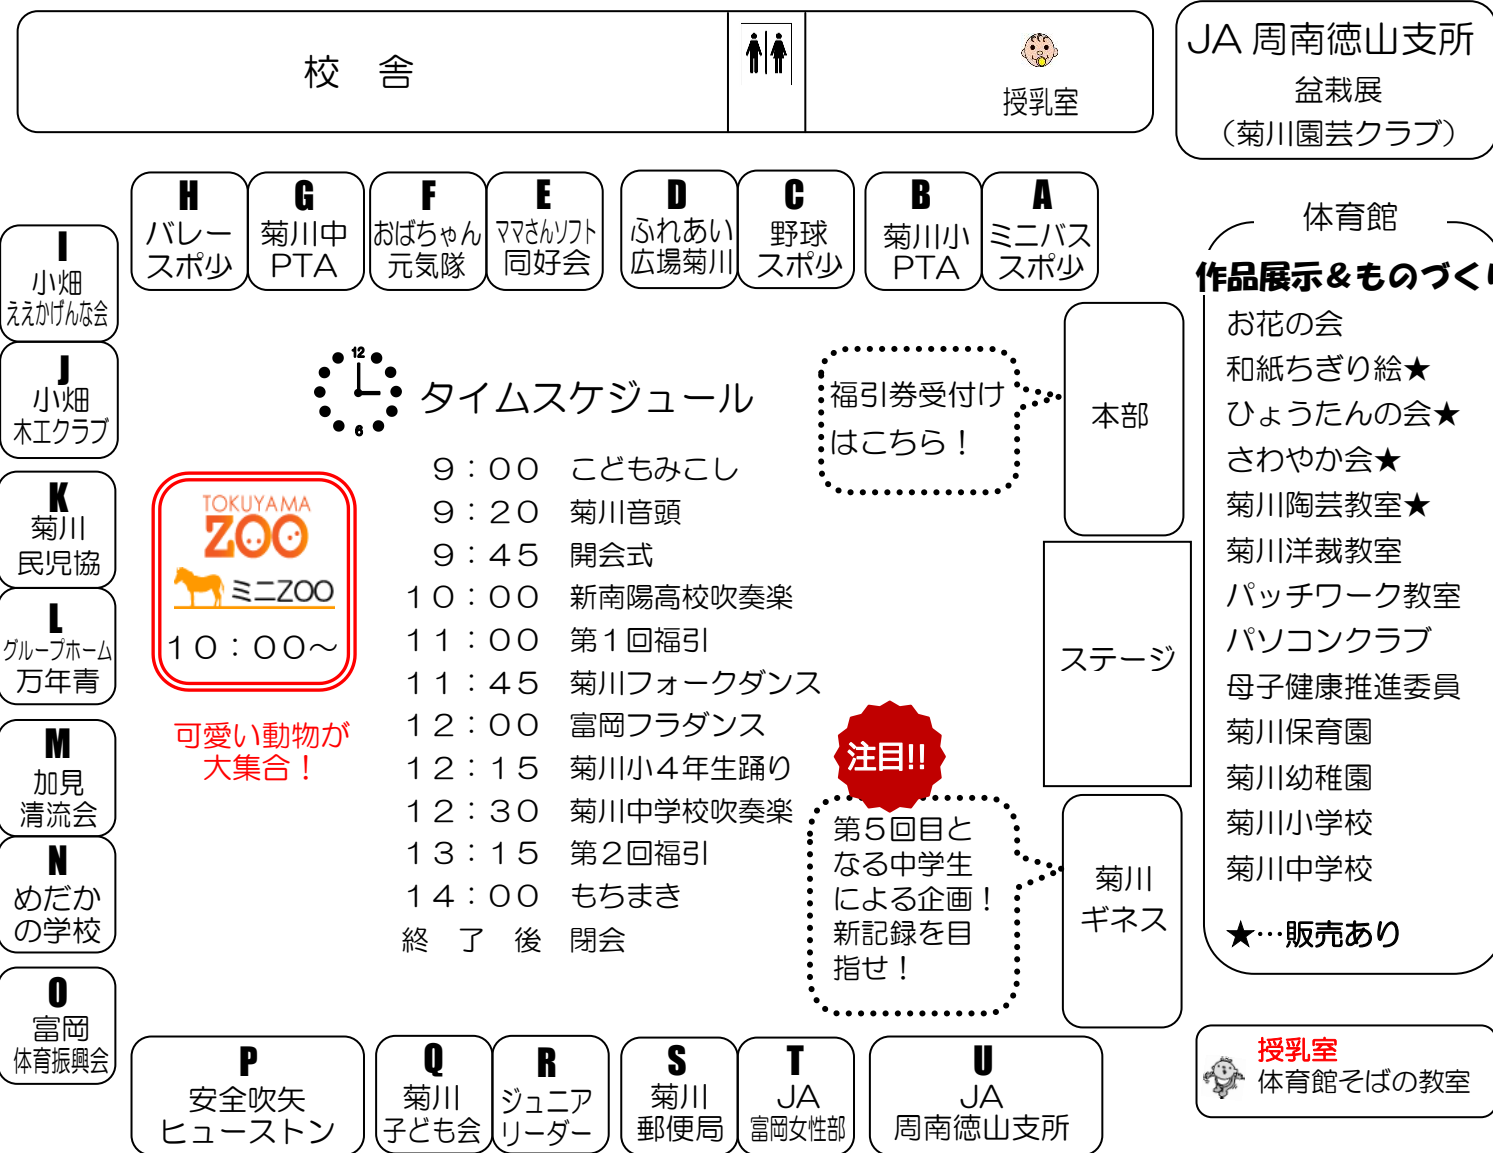 校　舎
授乳室
JA 周南徳山支所
盆栽展
（菊川園芸クラブ）
H
バレー
スポ少
G
菊川中
PTA
F
おばちゃん
元気隊
E
ママさんソフト
同好会
D
ふれあい
広場菊川
C
野球
スポ少
B
菊川小
PTA
A
ミニバス
スポ少
I
小畑
ええかげんな会
J
小畑
木工クラブ
K
菊川
民児協
L
グループホーム
万年青
M
加見
清流会
N
めだか
の学校
O
富岡
体育振興会
12
6
タイムスケジュール
９：００　こどもみこし
９：２０　菊川音頭
９：４５　開会式
１０：００　新南陽高校吹奏楽
１１：００　第１回福引
１１：４５　菊川フォークダンス
１２：００　富岡フラダンス
１２：１５　菊川小４年生踊り
１２：３０　菊川中学校吹奏楽
１３：１５　第２回福引
１４：００　もちまき
終　了　後　閉会
TOKUYAMA
ZOO
ミニZOO
１０：００～
可愛い動物が
大集合！
福引券受付け
はこちら！
本部
ステージ
注目!!
第５回目と
なる中学生
による企画！
新記録を目
指せ！
菊川
ギネス
体育館
作品展示＆ものづくり
お花の会
和紙ちぎり絵★
ひょうたんの会★
さわやか会★
菊川陶芸教室★
菊川洋裁教室
パッチワーク教室
パソコンクラブ
母子健康推進委員
菊川保育園
菊川幼稚園
菊川小学校
菊川中学校
★…販売あり
授乳室
体育館そばの教室
P
安全吹矢
ヒューストン
Q
菊川
子ども会
R
ジュニア
リーダー
S
菊川
郵便局
T
JA
富岡女性部
U
JA
周南徳山支所